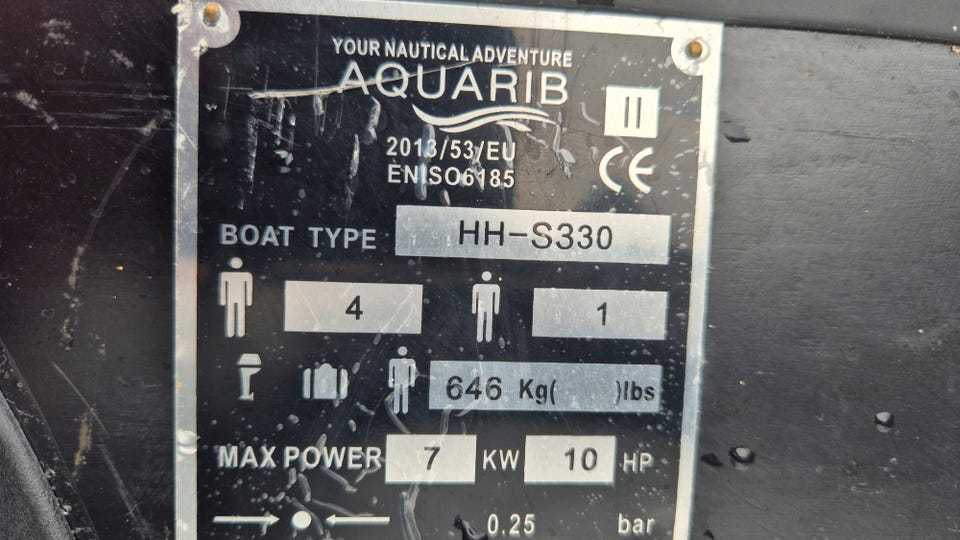 YOUR NAUTICAL ADVENTURE
AQUARIB
II
2013/53/EU
ENISO6185
CE
BOAT TYPE HH-S330
4 1
646 Kg( )lbs
MAX POWER 7 KW 10 HP
0.25 bar